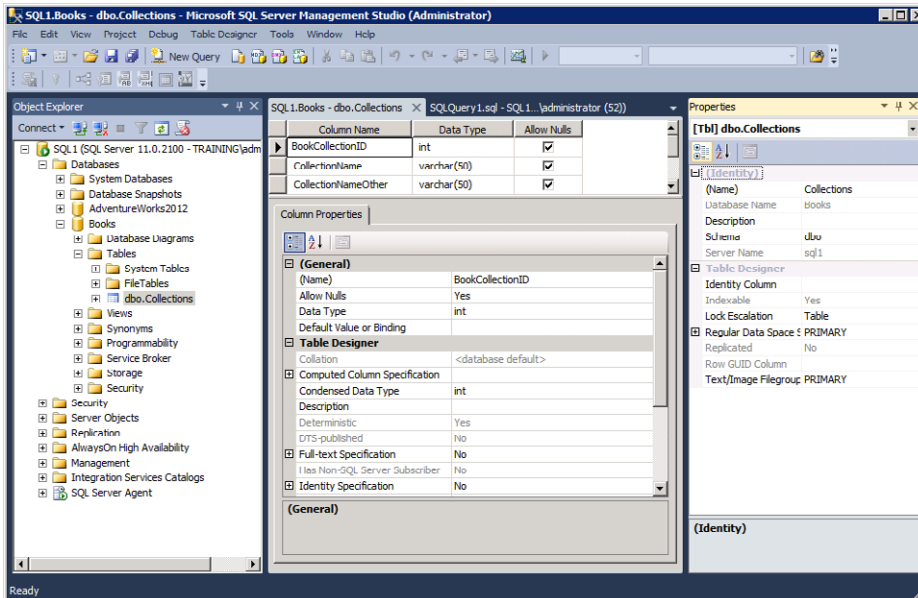 SQL1.Books - dbo.Collections - Microsoft SQL Server Management Studio (Administrator)
File Edit View Project Debug Table Designer Tools Window Help
New Query
Object Explorer
Connect
SQL1 (SQL Server 11.0.2100 - TRAINING\adm
Databases
System Databases
Database Snapshots
AdventureWorks2012
Books
Database Diagrams
Tables
System Tables
FileTables
dbo.Collections
Views
Synonyms
Programmability
Service Broker
Storage
Security
Security
Server Objects
Replication
AlwaysOn High Availability
Management
Integration Services Catalogs
SQL Server Agent
SQL1.Books - dbo.Collections SQLQuery1.sql - SQL1...\administrator (52))
Column Name Data Type Allow Nulls
BookCollectionID int
CollectionName varchar(50)
CollectionNameOther varchar(50)
Column Properties
(General)
(Name) BookCollectionID
Allow Nulls Yes
Data Type int
Default Value or Binding
Table Designer
Collation <database default>
Computed Column Specification
Condensed Data Type int
Description
Deterministic Yes
DTS-published No
Full-text Specification No
Has Non-SQL Server Subscriber No
Identity Specification No
(General)
Properties
[Tbl] dbo.Collections
(Identity)
(Name) Collections
Database Name Books
Description
Schema dbo
Server Name sql1
Table Designer
Identity Column
Indexable Yes
Lock Escalation Table
Regular Data Space S PRIMARY
Replicated No
Row GUID Column
Text/Image Filegroup PRIMARY
(Identity)
Ready